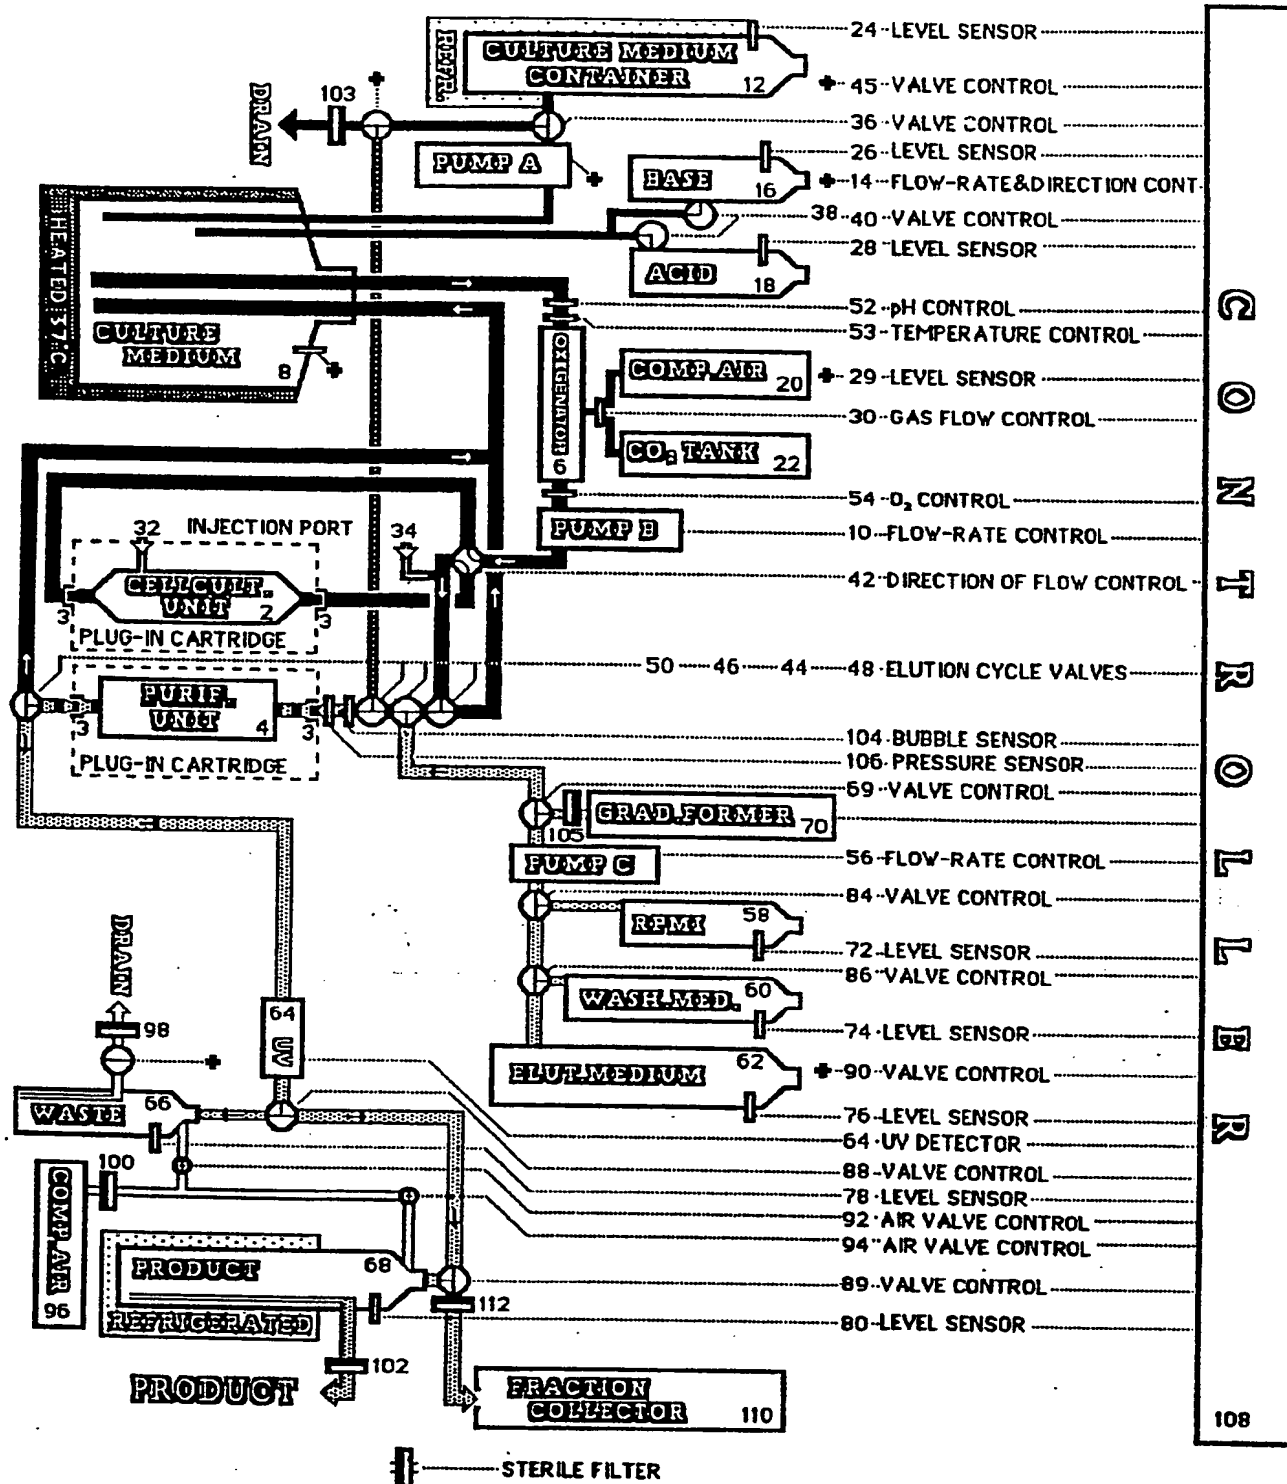 24 LEVEL SENSOR
REFR.
CULTURE MEDIUM
CONTAINER
12
45 VALVE CONTROL
DRAIN
103
36 VALVE CONTROL
PUMP A
26 LEVEL SENSOR
BASE
16
14 FLOW-RATE&DIRECTION CONT
38 40 VALVE CONTROL
28 LEVEL SENSOR
ACID
18
HEATED 37°C
CULTURE
MEDIUM
8
52 pH CONTROL
53 TEMPERATURE CONTROL
OXIGENATOR
6
COMP.AIR
20
29 LEVEL SENSOR
30 GAS FLOW CONTROL
CO2 TANK
22
54 O2 CONTROL
32
INJECTION PORT
34
PUMP B
10 FLOW-RATE CONTROL
CELL CULT.
UNIT
2
3
3
PLUG-IN CARTRIDGE
42 DIRECTION OF FLOW CONTROL
50 46 44 48 ELUTION CYCLE VALVES
PURIF.
UNIT
4
3
3
PLUG-IN CARTRIDGE
104 BUBBLE SENSOR
106 PRESSURE SENSOR
69 VALVE CONTROL
GRAD.FORMER
70
105
PUMP C
56 FLOW-RATE CONTROL
84 VALVE CONTROL
RPMI
58
72 LEVEL SENSOR
86 VALVE CONTROL
WASH.MED.
60
74 LEVEL SENSOR
DRAIN
98
64
UV
ELUT.MEDIUM
62
90 VALVE CONTROL
76 LEVEL SENSOR
WASTE
66
64 UV DETECTOR
88 VALVE CONTROL
78 LEVEL SENSOR
92 AIR VALVE CONTROL
94 AIR VALVE CONTROL
100
COMP.AIR
96
PRODUCT
68
REFRIGERATED
89 VALVE CONTROL
112
80 LEVEL SENSOR
102
PRODUCT
FRACTION
COLLECTOR
110
STERILE FILTER
CONTROLLER
108